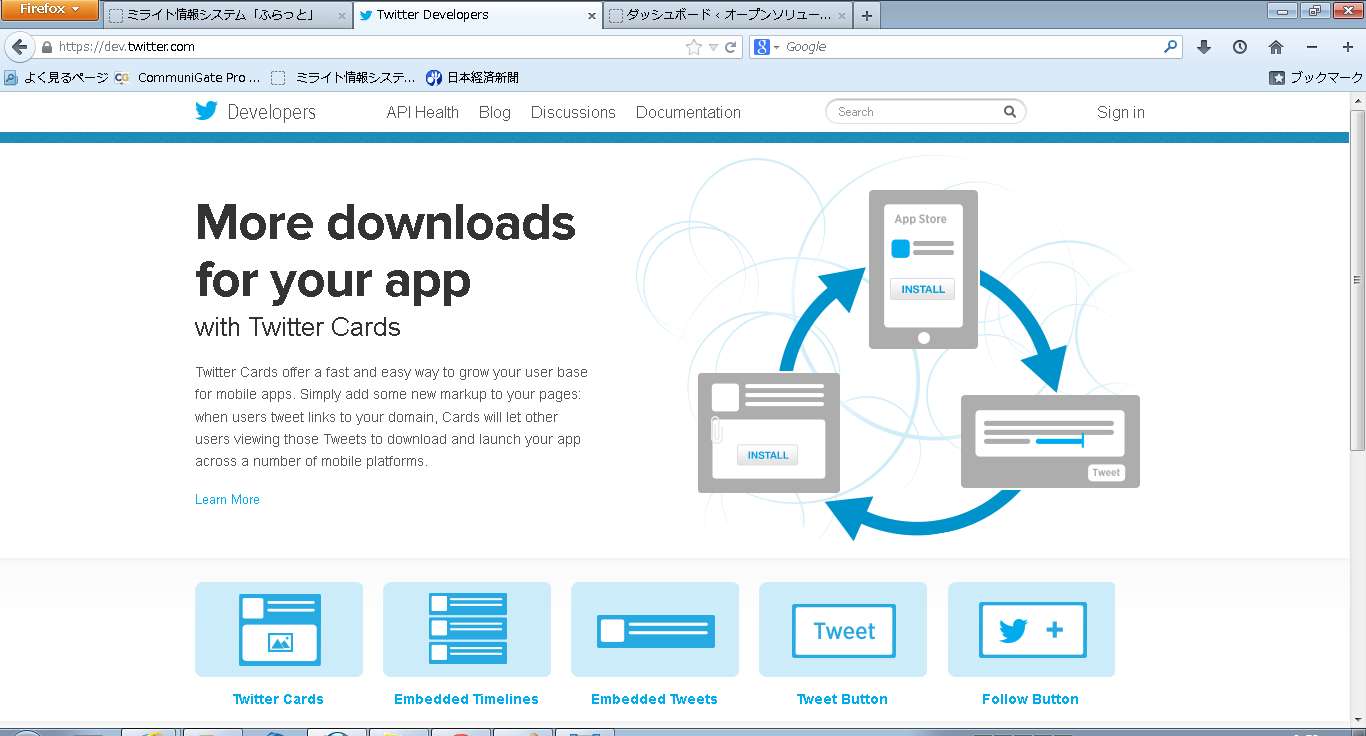 Firefox
ミライト情報システム「ふらっと」
Twitter Developers
ダッシュボード ‹ オープンソリュー...
https://dev.twitter.com
Google
よく見るページ
CommuniGate Pro ...
ミライト情報システ...
日本経済新聞
ブックマーク
Developers
API Health
Blog
Discussions
Documentation
Search
Sign in
More downloads
for your app
with Twitter Cards
Twitter Cards offer a fast and easy way to grow your user base
for mobile apps. Simply add some new markup to your pages:
when users tweet links to your domain, Cards will let other
users viewing those Tweets to download and launch your app
across a number of mobile platforms.
Learn More
App Store
INSTALL
INSTALL
Tweet
Tweet
Twitter Cards
Embedded Timelines
Embedded Tweets
Tweet Button
Follow Button